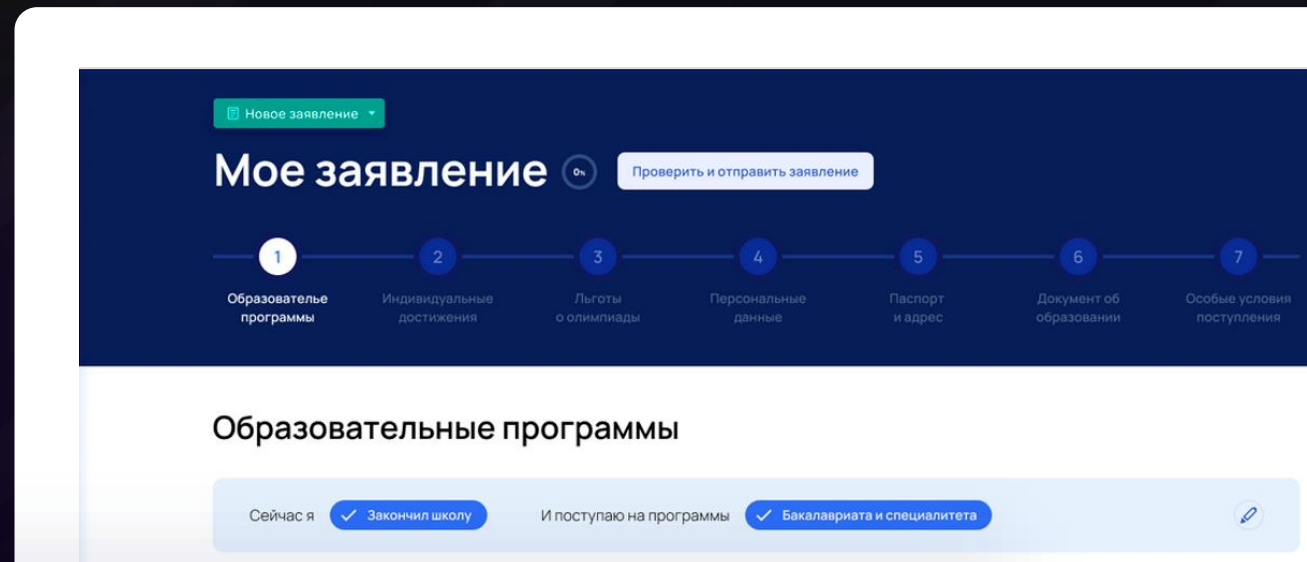 Новое заявление
Мое заявление 0% Проверить и отправить заявление
1 2 3 4 5 6 7
Образователье Индивидуальные Льготы Персональные Паспорт Документ об Особые условия
программы достижения о олимпиады данные и адрес образовании поступления
Образовательные программы
Сейчас я Закончил школу И поступаю на программы Бакалавриата и специалитета